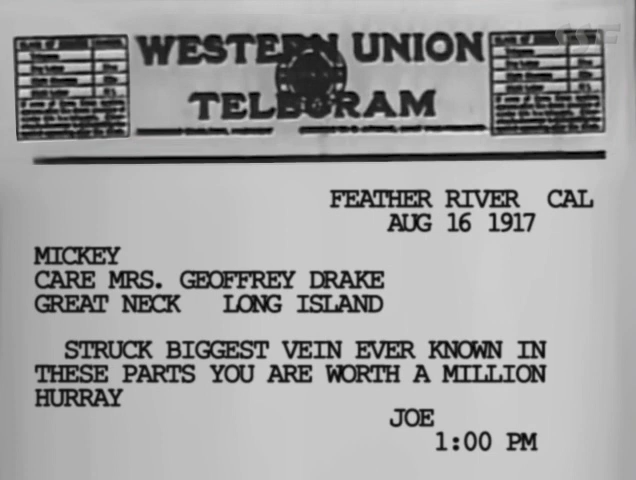 WESTERN UNION
TELEGRAM
FEATHER RIVER CAL
AUG 16 1917
MICKEY
CARE MRS. GEOFFREY DRAKE
GREAT NECK LONG ISLAND
STRUCK BIGGEST VEIN EVER KNOWN IN
THESE PARTS YOU ARE WORTH A MILLION
HURRAY
JOE
1:00 PM